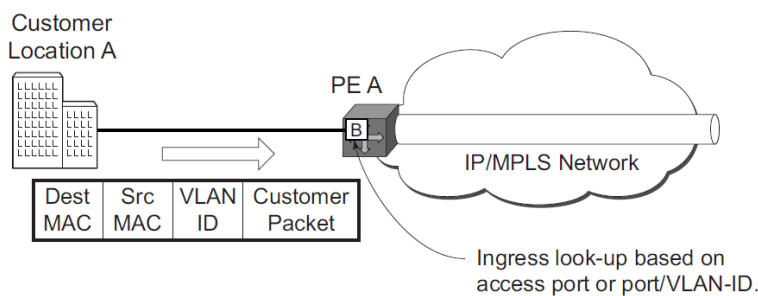 Customer
Location A
PE A
B
IP/MPLS Network
Dest
MAC
Src
MAC
VLAN
ID
Customer
Packet
Ingress look-up based on
access port or port/VLAN-ID.